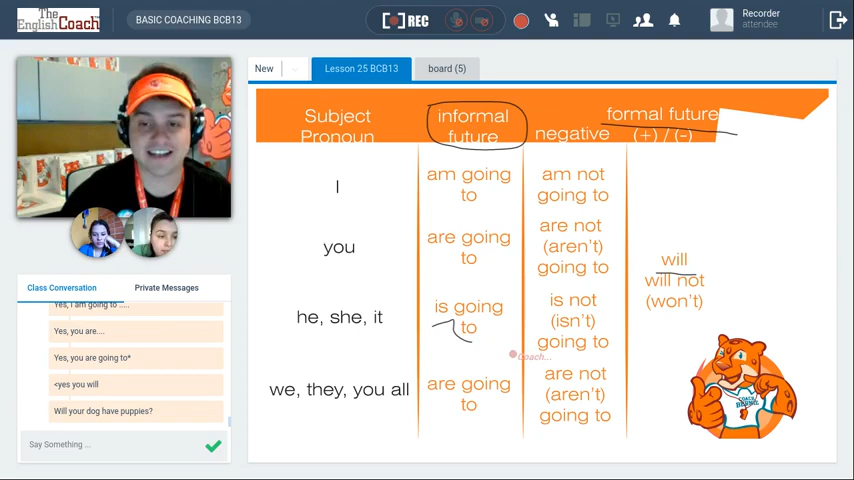 The
EnglishCoach
BASIC COACHING BCB13
REC
Recorder
attendee
New
Lesson 25 BCB13
board (5)
Subject
Pronoun
informal
future
negative
formal future
(+) / (-)
I
am going
to
am not
going to
you
are going
to
are not
(aren't)
going to
will
will not
(won't)
he, she, it
is going
to
is not
(isn't)
going to
Coach...
we, they, you all
are going
to
are not
(aren't)
going to
COACH
BERNIE
Class Conversation
Private Messages
Yes, I am going to .....
Yes, you are....
Yes, you are going to*
<yes you will
Will your dog have puppies?
Say Something ...